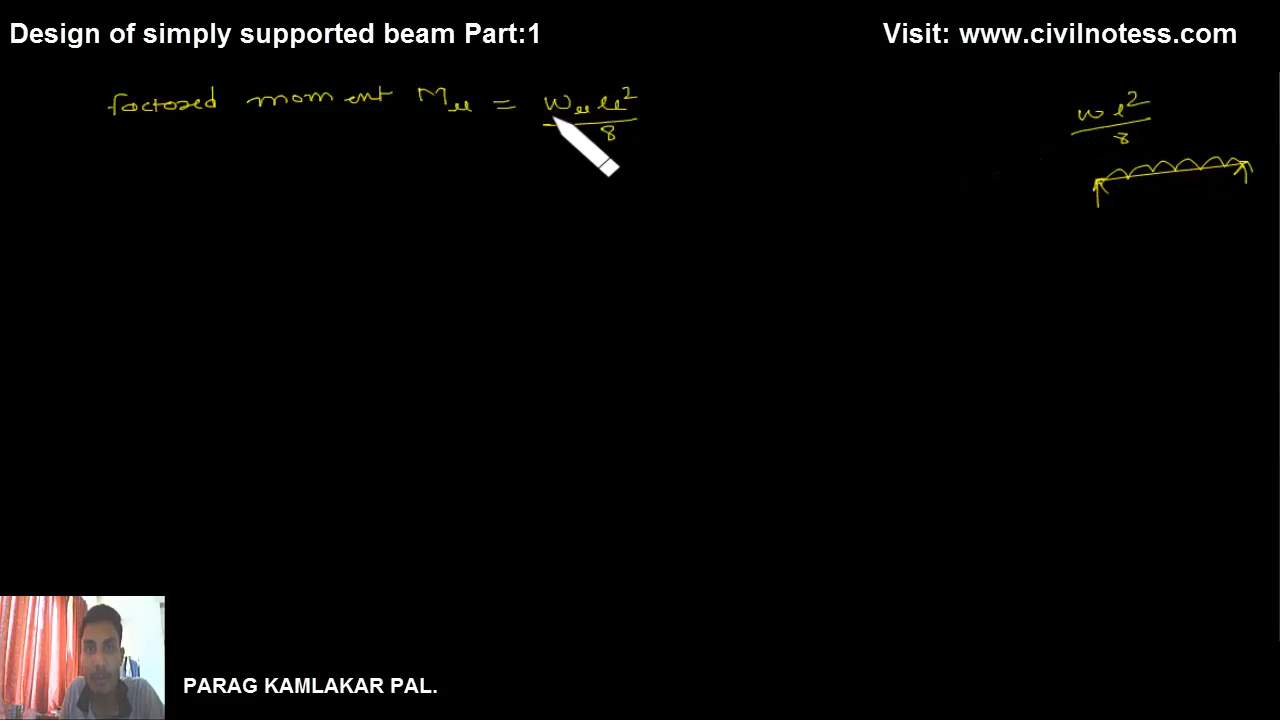 Design of simply supported beam Part:1
Visit: www.civilnotess.com
factored moment Mu = wu le²/8
wl²/8
PARAG KAMLAKAR PAL.